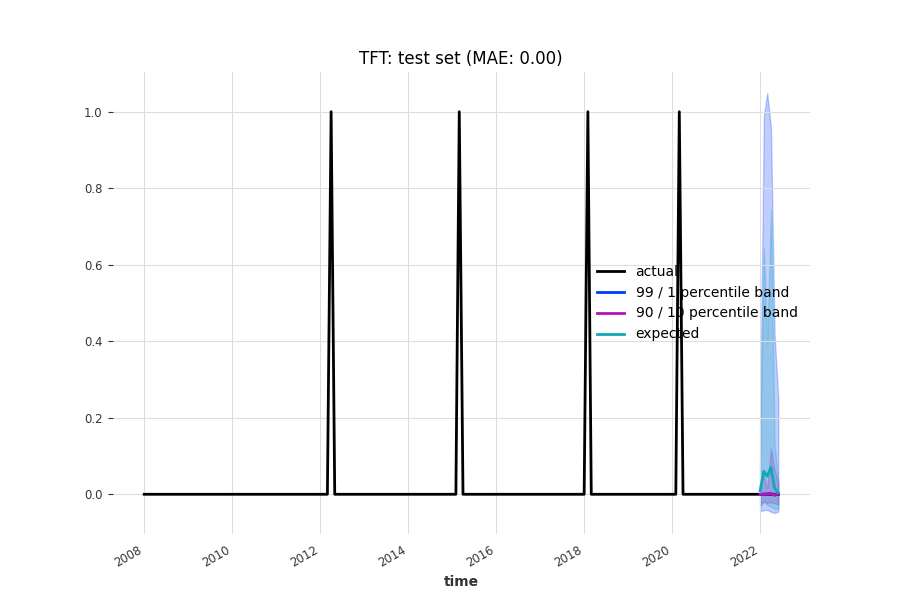 TFT: test set (MAE: 0.00)
1.0
0.8
0.6
0.4
0.2
0.0
actual
99 / 1 percentile band
90 / 10 percentile band
expected
2008
2010
2012
2014
2016
2018
2020
2022
time